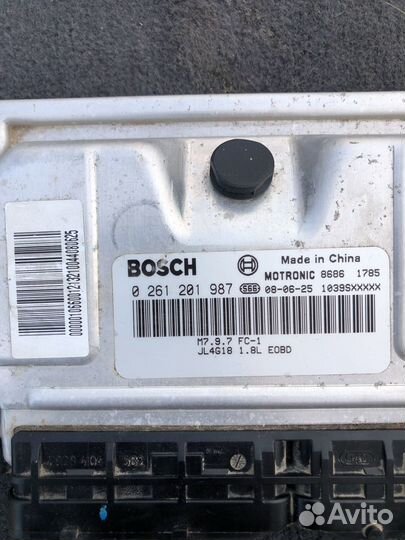 BOSCH
Made in China
MOTRONIC 8686 1785
0 261 201 987 S66 08-06-25 1039SXXXXX
M7.9.7 FC-1
JL4G18 1.8L EOBD
Avito